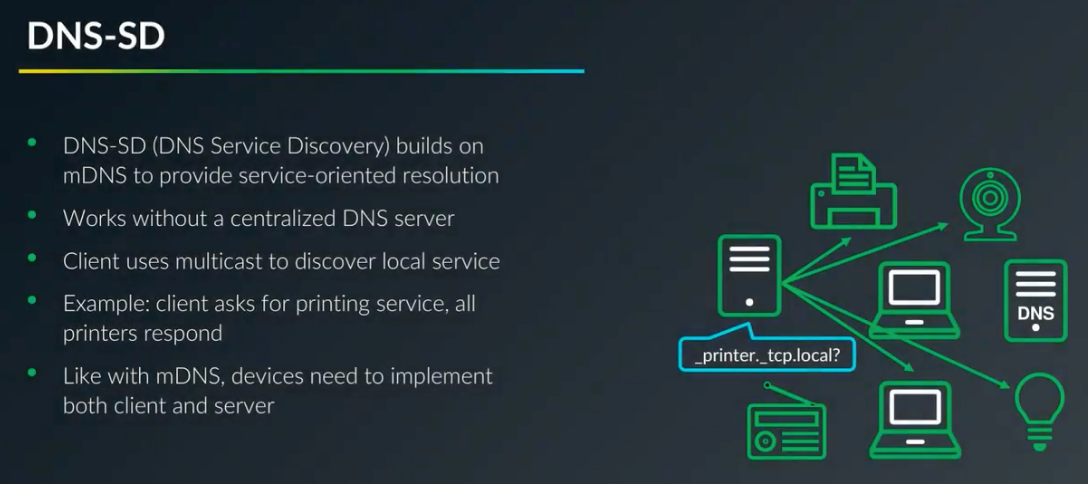 DNS-SD
DNS-SD (DNS Service Discovery) builds on
mDNS to provide service-oriented resolution
Works without a centralized DNS server
Client uses multicast to discover local service
Example: client asks for printing service, all
printers respond
Like with mDNS, devices need to implement
both client and server
DNS
_printer._tcp.local?